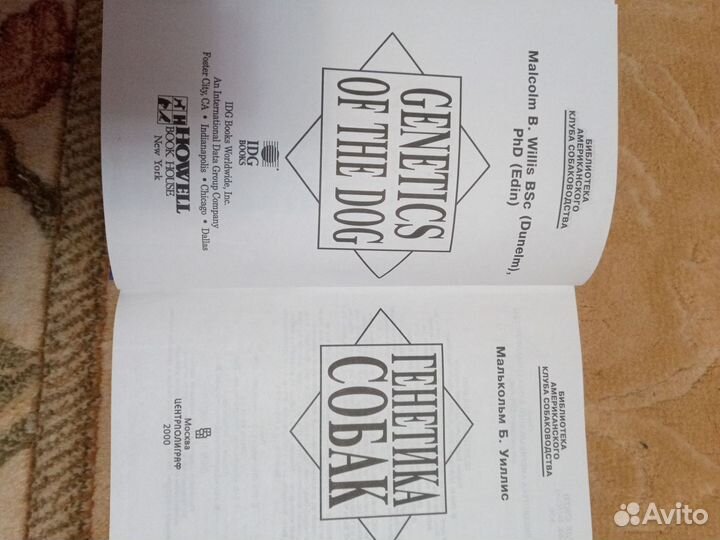 БИБЛИОТЕКА
АМЕРИКАНСКОГО
КЛУБА СОБАКОВОДСТВА
Malcolm B. Willis BSc (Dunelm),
PhD (Edin)
GENETICS
OF THE DOG
IDG
BOOKS
IDG Books Worldwide, Inc.
An International Data Group Company
Foster City, CA • Indianapolis • Chicago • Dallas
HOWELL
BOOK HOUSE
New York
БИБЛИОТЕКА
АМЕРИКАНСКОГО
КЛУБА СОБАКОВОДСТВА
Малькольм Б. Уиллис
ГЕНЕТИКА
СОБАК
Москва
ЦЕНТРПОЛИГРАФ
2000
Avito